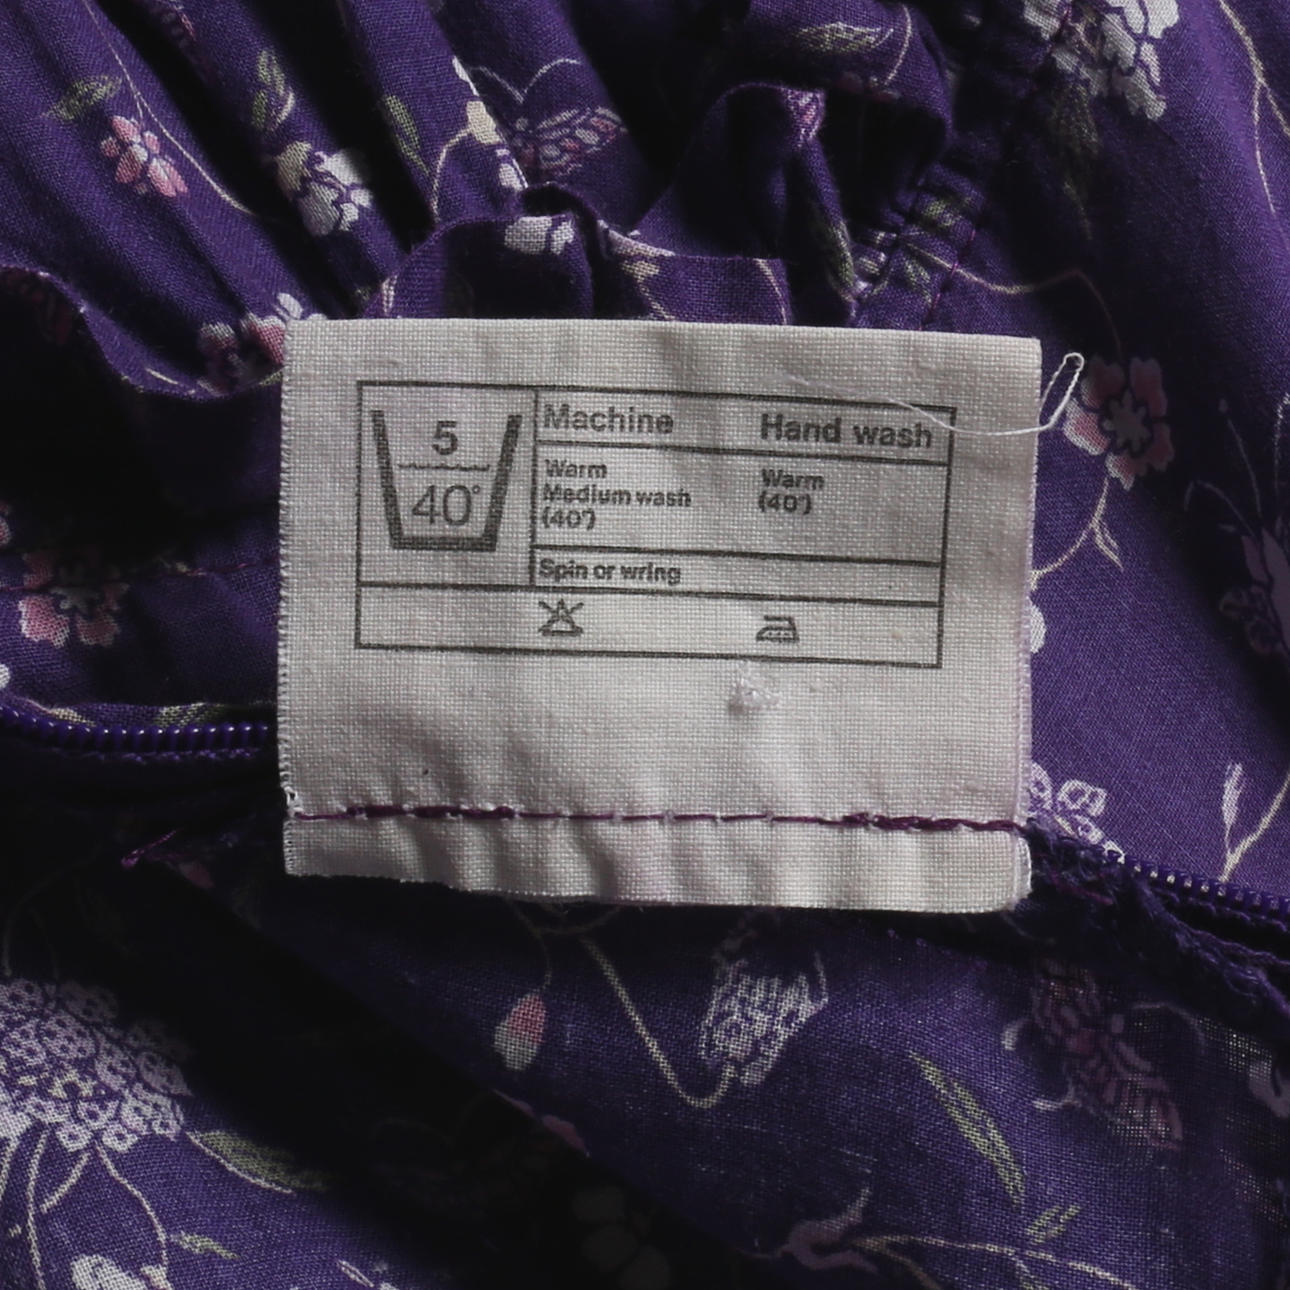 5
40°
Machine Hand wash
Warm
Medium wash
(40°)
Warm
(40°)
Spin or wring